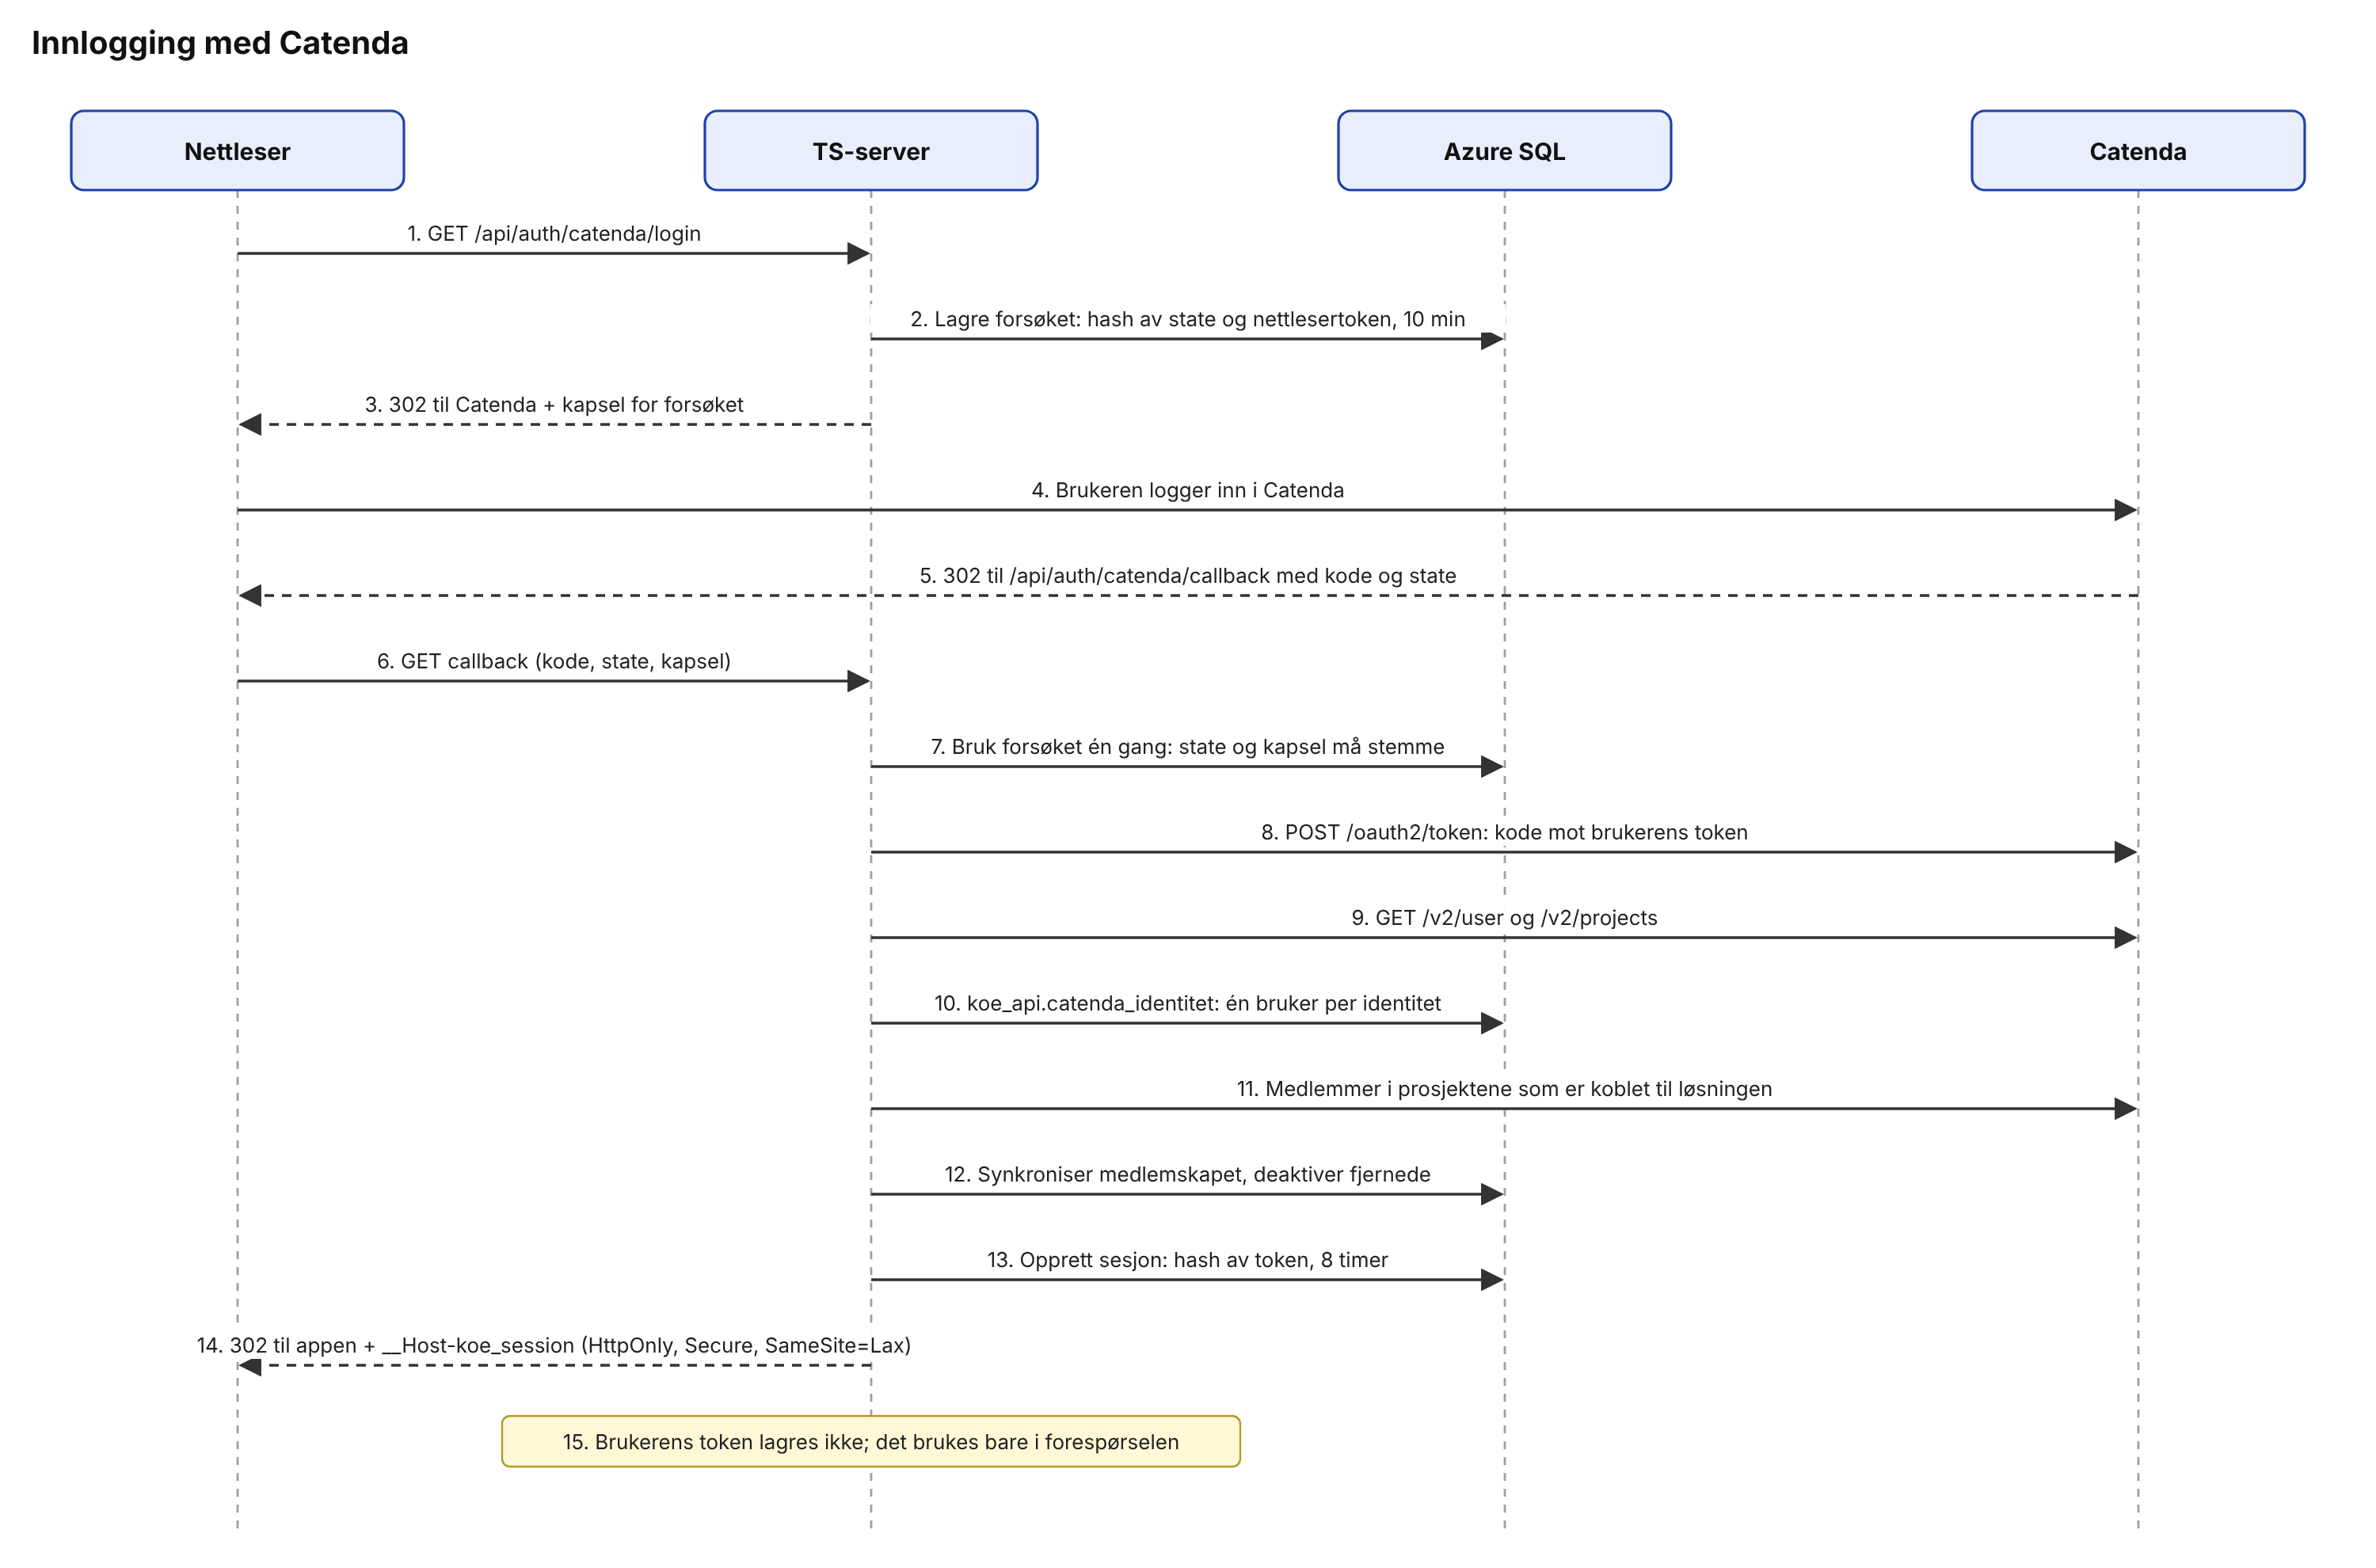 Innlogging med Catenda
Nettleser
TS-server
Azure SQL
Catenda
1. GET /api/auth/catenda/login
2. Lagre forsøket: hash av state og nettlesertoken, 10 min
3. 302 til Catenda + kapsel for forsøket
4. Brukeren logger inn i Catenda
5. 302 til /api/auth/catenda/callback med kode og state
6. GET callback (kode, state, kapsel)
7. Bruk forsøket én gang: state og kapsel må stemme
8. POST /oauth2/token: kode mot brukerens token
9. GET /v2/user og /v2/projects
10. koe_api.catenda_identitet: én bruker per identitet
11. Medlemmer i prosjektene som er koblet til løsningen
12. Synkroniser medlemskapet, deaktiver fjernede
13. Opprett sesjon: hash av token, 8 timer
14. 302 til appen + __Host-koe_session (HttpOnly, Secure, SameSite=Lax)
15. Brukerens token lagres ikke; det brukes bare i forespørselen